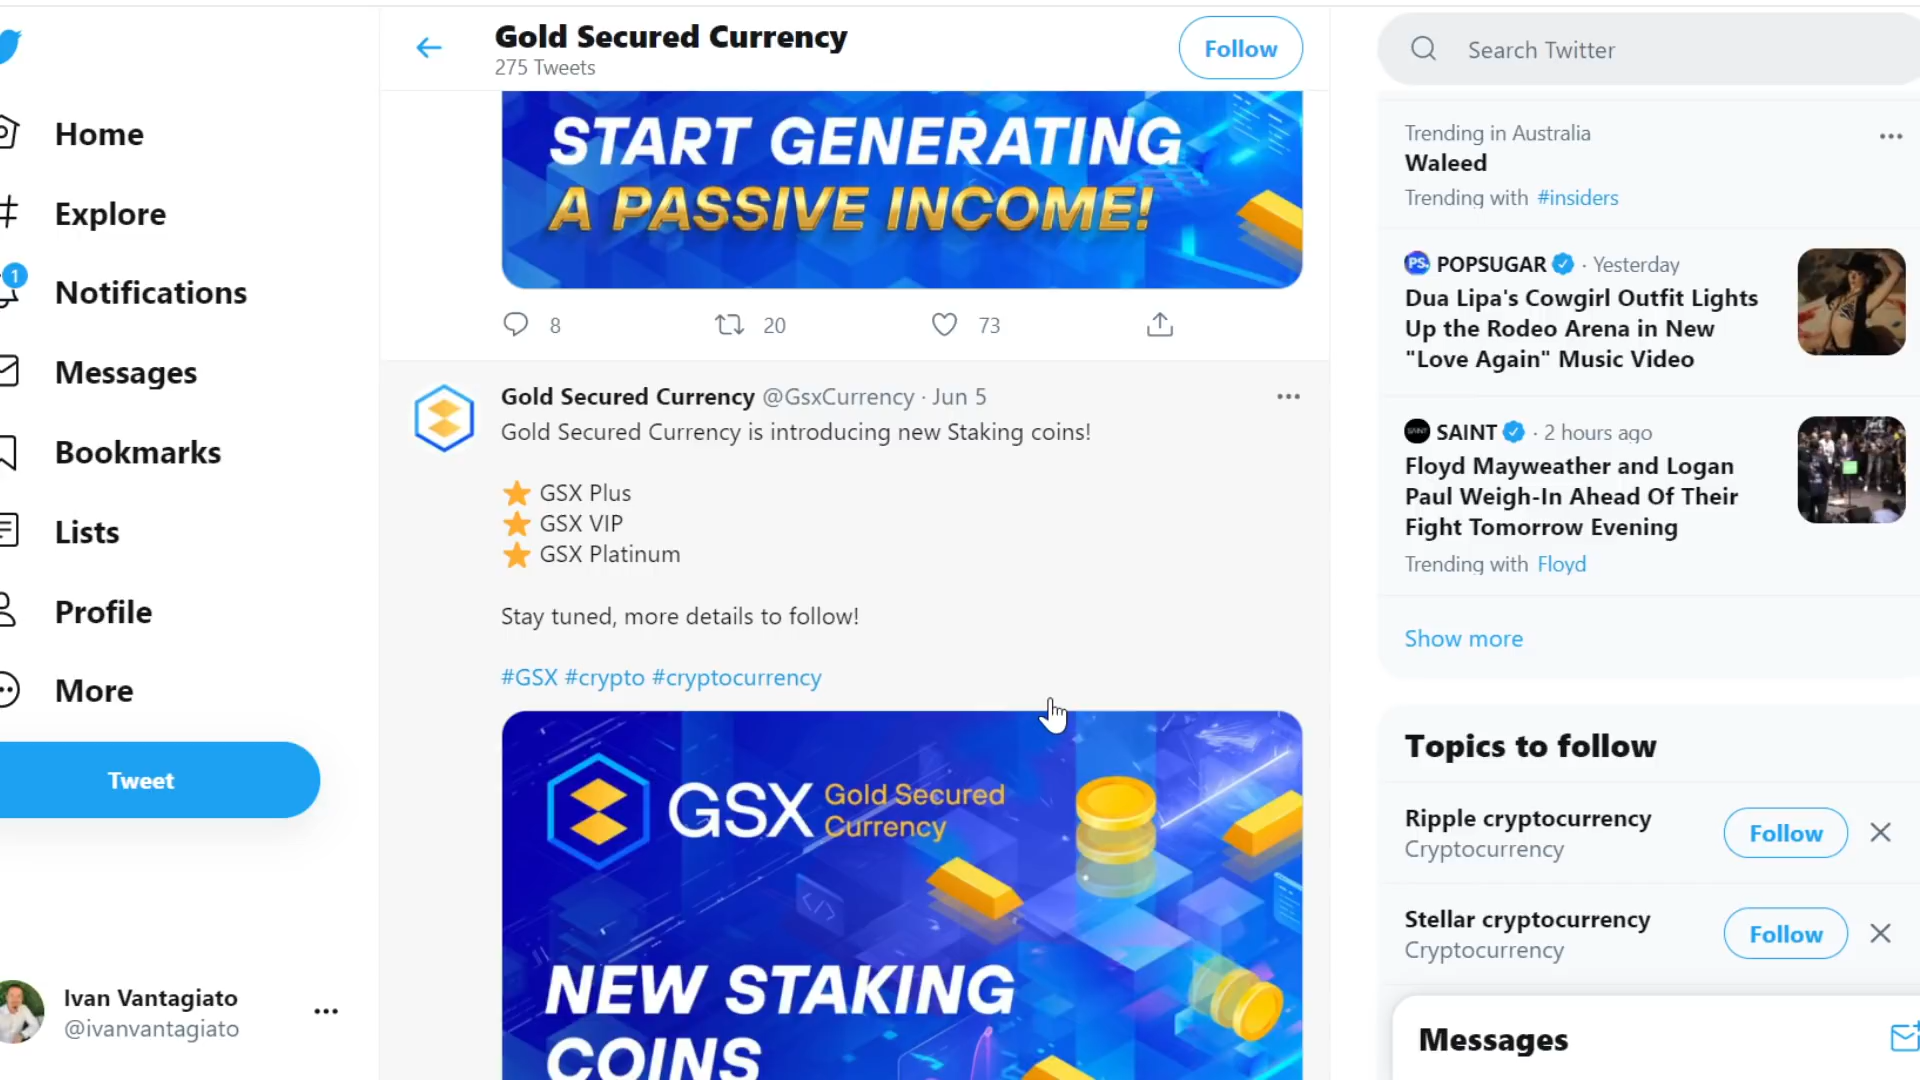 Home
Explore
1
Notifications
Messages
Bookmarks
Lists
Profile
More
Tweet
Ivan Vantagiato
@ivanvantagiato
Gold Secured Currency
275 Tweets
Follow
START GENERATING
A PASSIVE INCOME!
8 20 73
Gold Secured Currency @GsxCurrency · Jun 5
Gold Secured Currency is introducing new Staking coins!
GSX Plus
GSX VIP
GSX Platinum
Stay tuned, more details to follow!
#GSX #crypto #cryptocurrency
GSX Gold Secured
Currency
NEW STAKING
COINS
Search Twitter
Trending in Australia
Waleed
Trending with #insiders
PS. POPSUGAR · Yesterday
Dua Lipa's Cowgirl Outfit Lights
Up the Rodeo Arena in New
"Love Again" Music Video
SAINT · 2 hours ago
Floyd Mayweather and Logan
Paul Weigh-In Ahead Of Their
Fight Tomorrow Evening
Trending with Floyd
Show more
Topics to follow
Ripple cryptocurrency
Cryptocurrency
Follow
Stellar cryptocurrency
Cryptocurrency
Follow
Messages